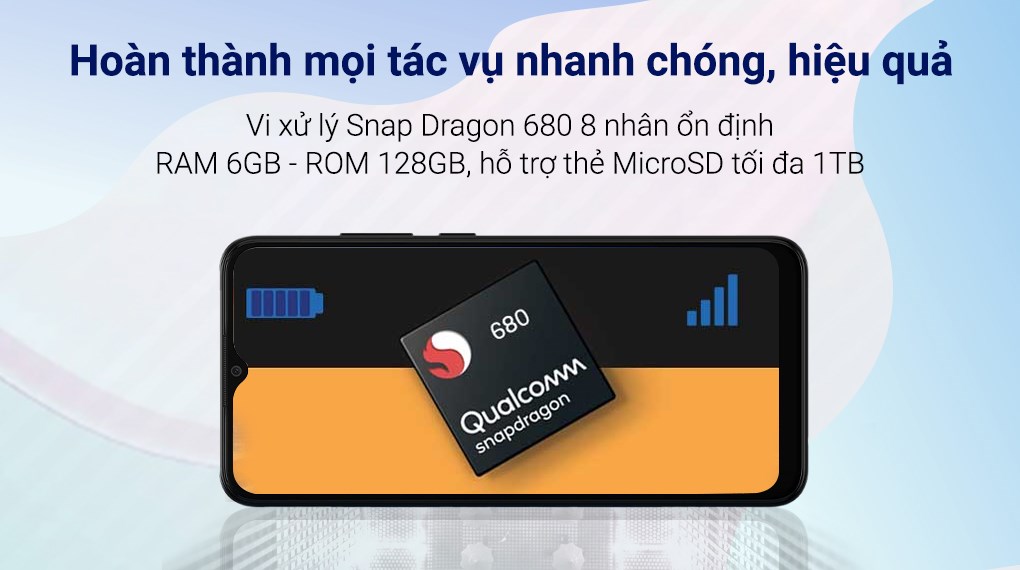 Hoàn thành mọi tác vụ nhanh chóng, hiệu quả
Vi xử lý Snap Dragon 680 8 nhân ổn định
RAM 6GB - ROM 128GB, hỗ trợ thẻ MicroSD tối đa 1TB
680
Qualcomm
snapdragon